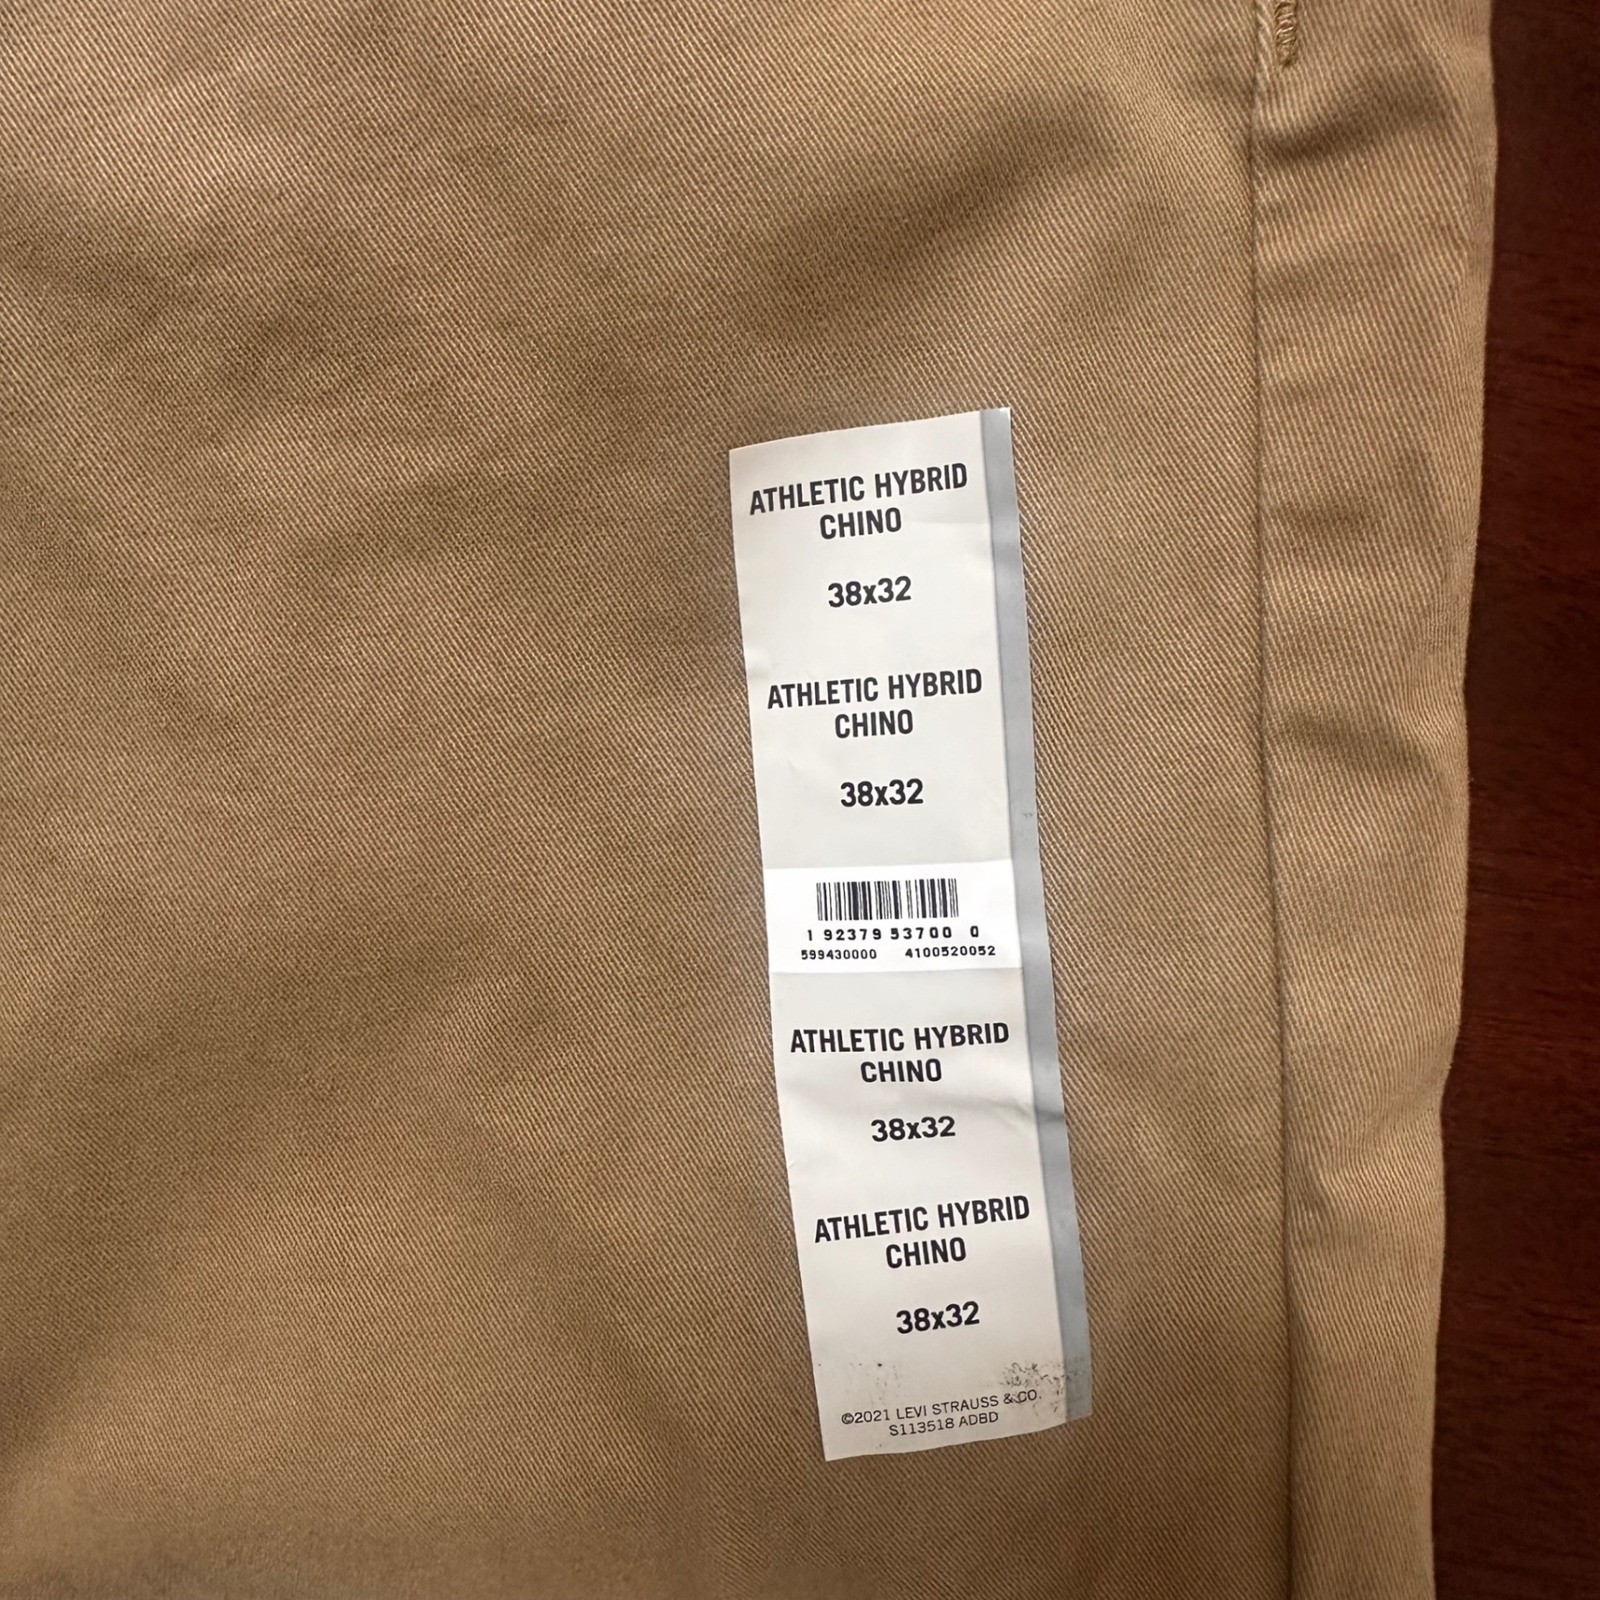 ATHLETIC HYBRID
CHINO
38x32
ATHLETIC HYBRID
CHINO
38x32
1 92379 53700 0
599430000 4100520052
ATHLETIC HYBRID
CHINO
38x32
ATHLETIC HYBRID
CHINO
38x32
©2021 LEVI STRAUSS & CO.
S113518 ADBD